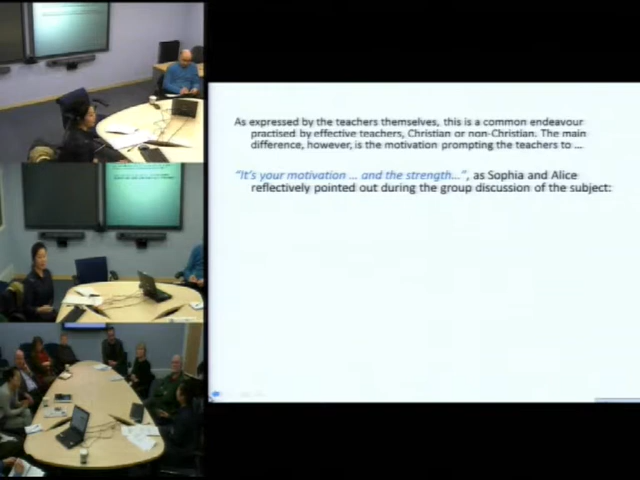 As expressed by the teachers themselves, this is a common endeavour
practised by effective teachers, Christian or non-Christian. The main
difference, however, is the motivation prompting the teachers to ...
"It's your motivation ... and the strength...", as Sophia and Alice
reflectively pointed out during the group discussion of the subject: